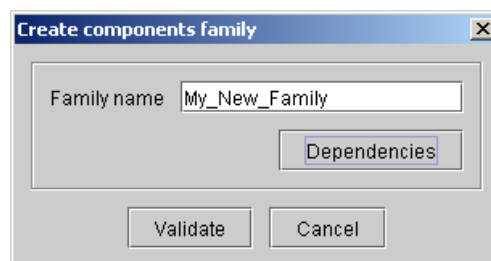 Create components family
Family name My_New_Family
Dependencies
Validate Cancel